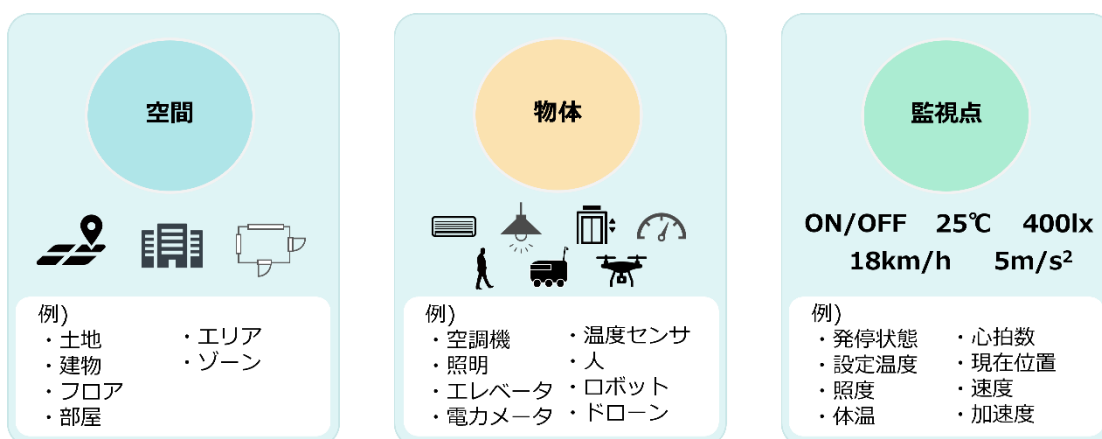 空間
例)
・土地
・建物
・フロア
・部屋
・エリア
・ゾーン
物体
例)
・空調機
・照明
・エレベータ
・電力メータ
・温度センサ
・人
・ロボット
・ドローン
監視点
ON/OFF 25℃ 400lx
18km/h 5m/s²
例)
・発停状態
・設定温度
・照度
・体温
・心拍数
・現在位置
・速度
・加速度